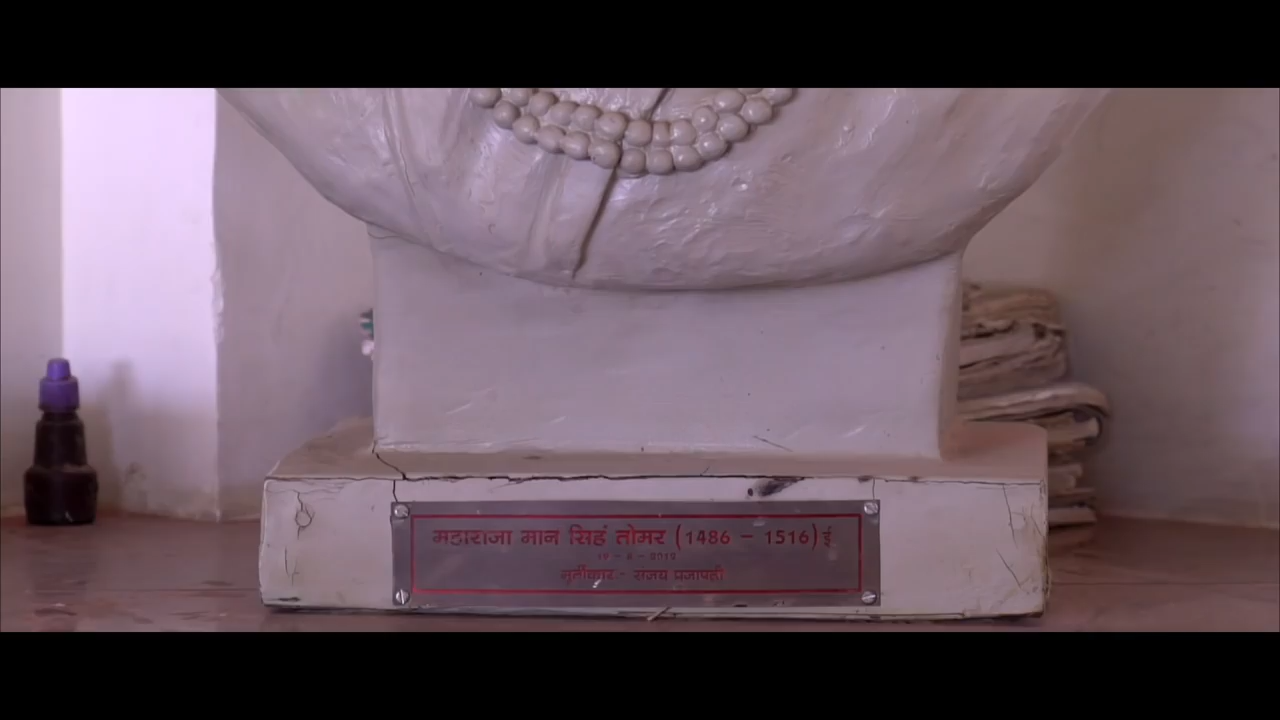 महाराजा मान सिहं तोमर (1486 – 1516) ई
मूर्तीकार - संजय प्रजापती